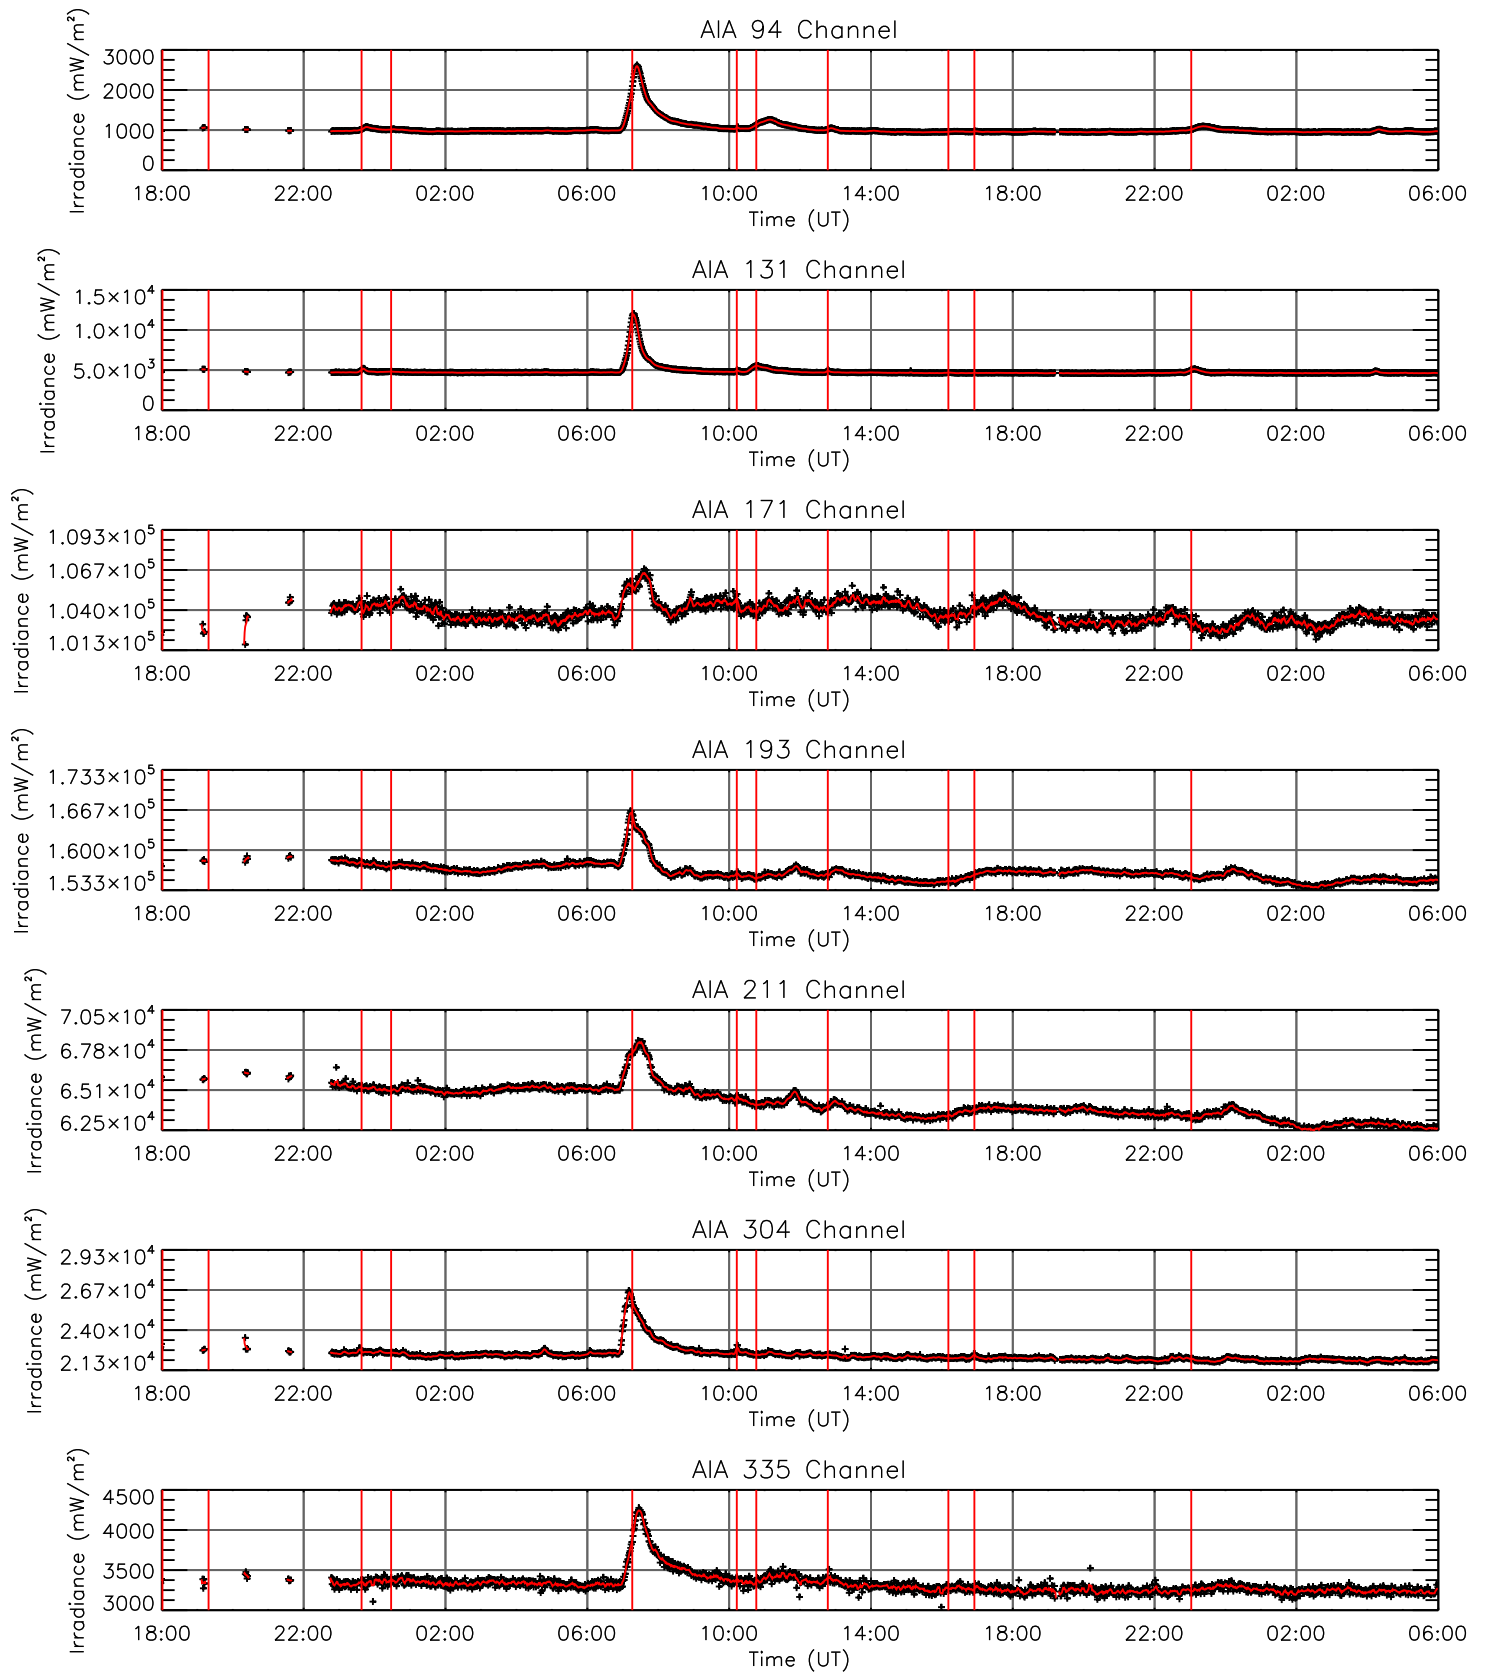 AIA 94 Channel
Irradiance (mW/m²)
3000
2000
1000
0
18:00 22:00 02:00 06:00 10:00 14:00 18:00 22:00 02:00 06:00
Time (UT)
AIA 131 Channel
Irradiance (mW/m²)
1.5×10⁴
1.0×10⁴
5.0×10³
0
18:00 22:00 02:00 06:00 10:00 14:00 18:00 22:00 02:00 06:00
Time (UT)
AIA 171 Channel
Irradiance (mW/m²)
1.093×10⁵
1.067×10⁵
1.040×10⁵
1.013×10⁵
18:00 22:00 02:00 06:00 10:00 14:00 18:00 22:00 02:00 06:00
Time (UT)
AIA 193 Channel
Irradiance (mW/m²)
1.733×10⁵
1.667×10⁵
1.600×10⁵
1.533×10⁵
18:00 22:00 02:00 06:00 10:00 14:00 18:00 22:00 02:00 06:00
Time (UT)
AIA 211 Channel
Irradiance (mW/m²)
7.05×10⁴
6.78×10⁴
6.51×10⁴
6.25×10⁴
18:00 22:00 02:00 06:00 10:00 14:00 18:00 22:00 02:00 06:00
Time (UT)
AIA 304 Channel
Irradiance (mW/m²)
2.93×10⁴
2.67×10⁴
2.40×10⁴
2.13×10⁴
18:00 22:00 02:00 06:00 10:00 14:00 18:00 22:00 02:00 06:00
Time (UT)
AIA 335 Channel
Irradiance (mW/m²)
4500
4000
3500
3000
18:00 22:00 02:00 06:00 10:00 14:00 18:00 22:00 02:00 06:00
Time (UT)